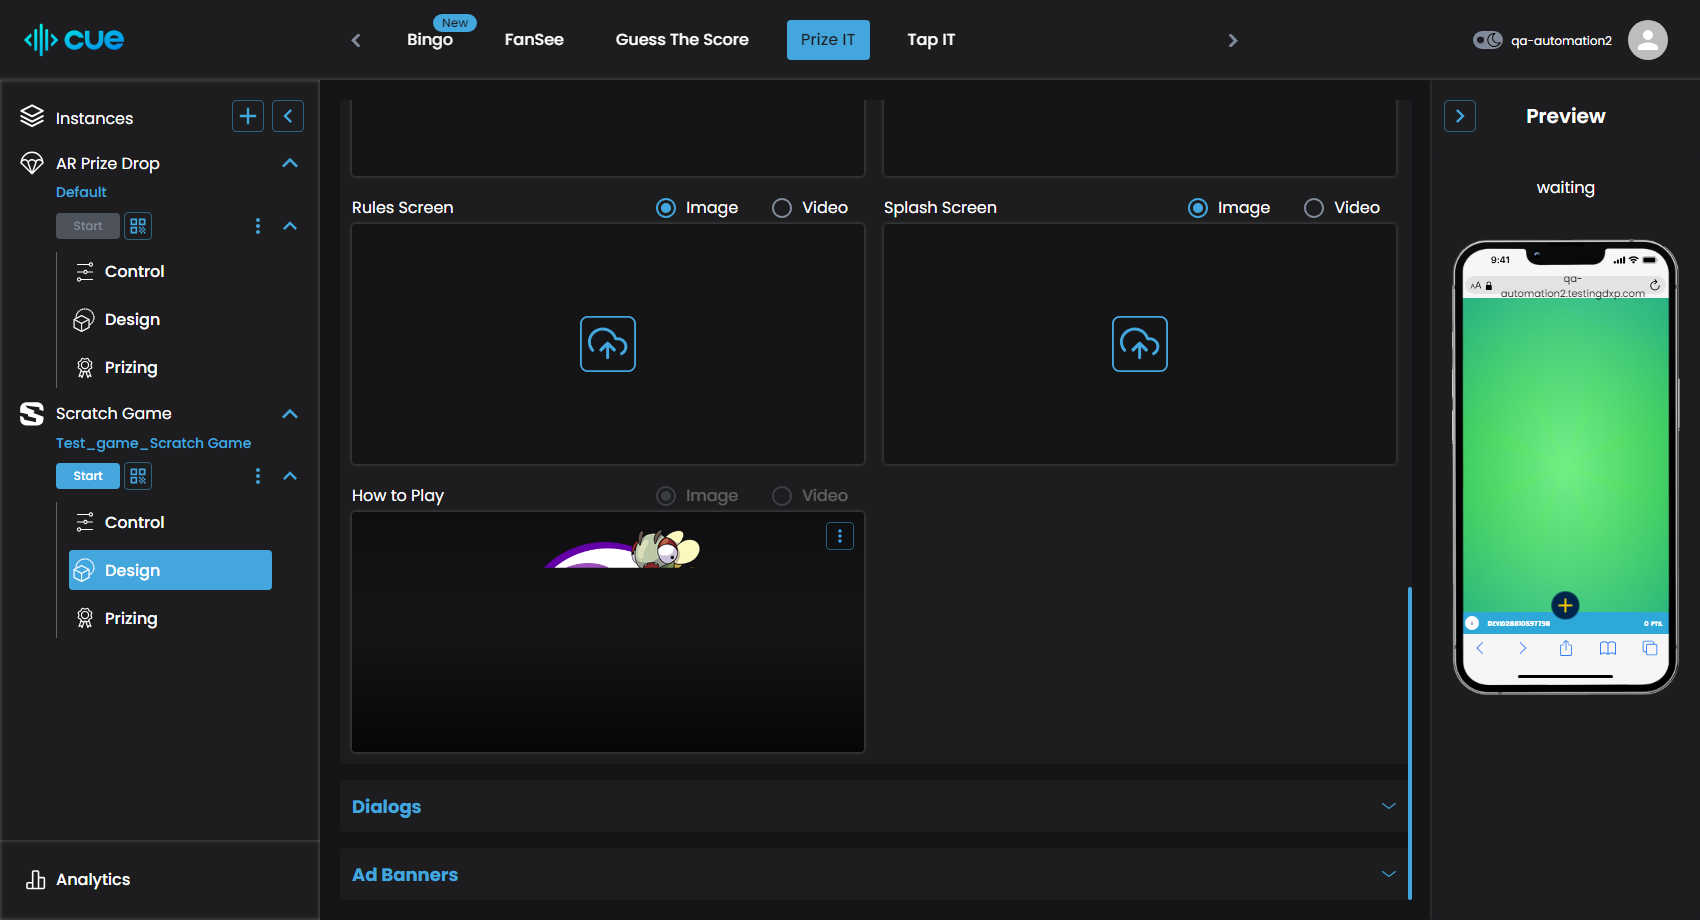 cue
New
Bingo
FanSee
Guess The Score
Prize IT
Tap IT
qa-automation2
Instances
AR Prize Drop
Default
Start
Control
Design
Prizing
Scratch Game
Test_game_Scratch Game
Start
Control
Design
Prizing
Analytics
Rules Screen
Image
Video
Splash Screen
Image
Video
How to Play
Image
Video
Dialogs
Ad Banners
Preview
waiting
9:41
AA
qa-
automation2.testingdxp.com
0 PTS.